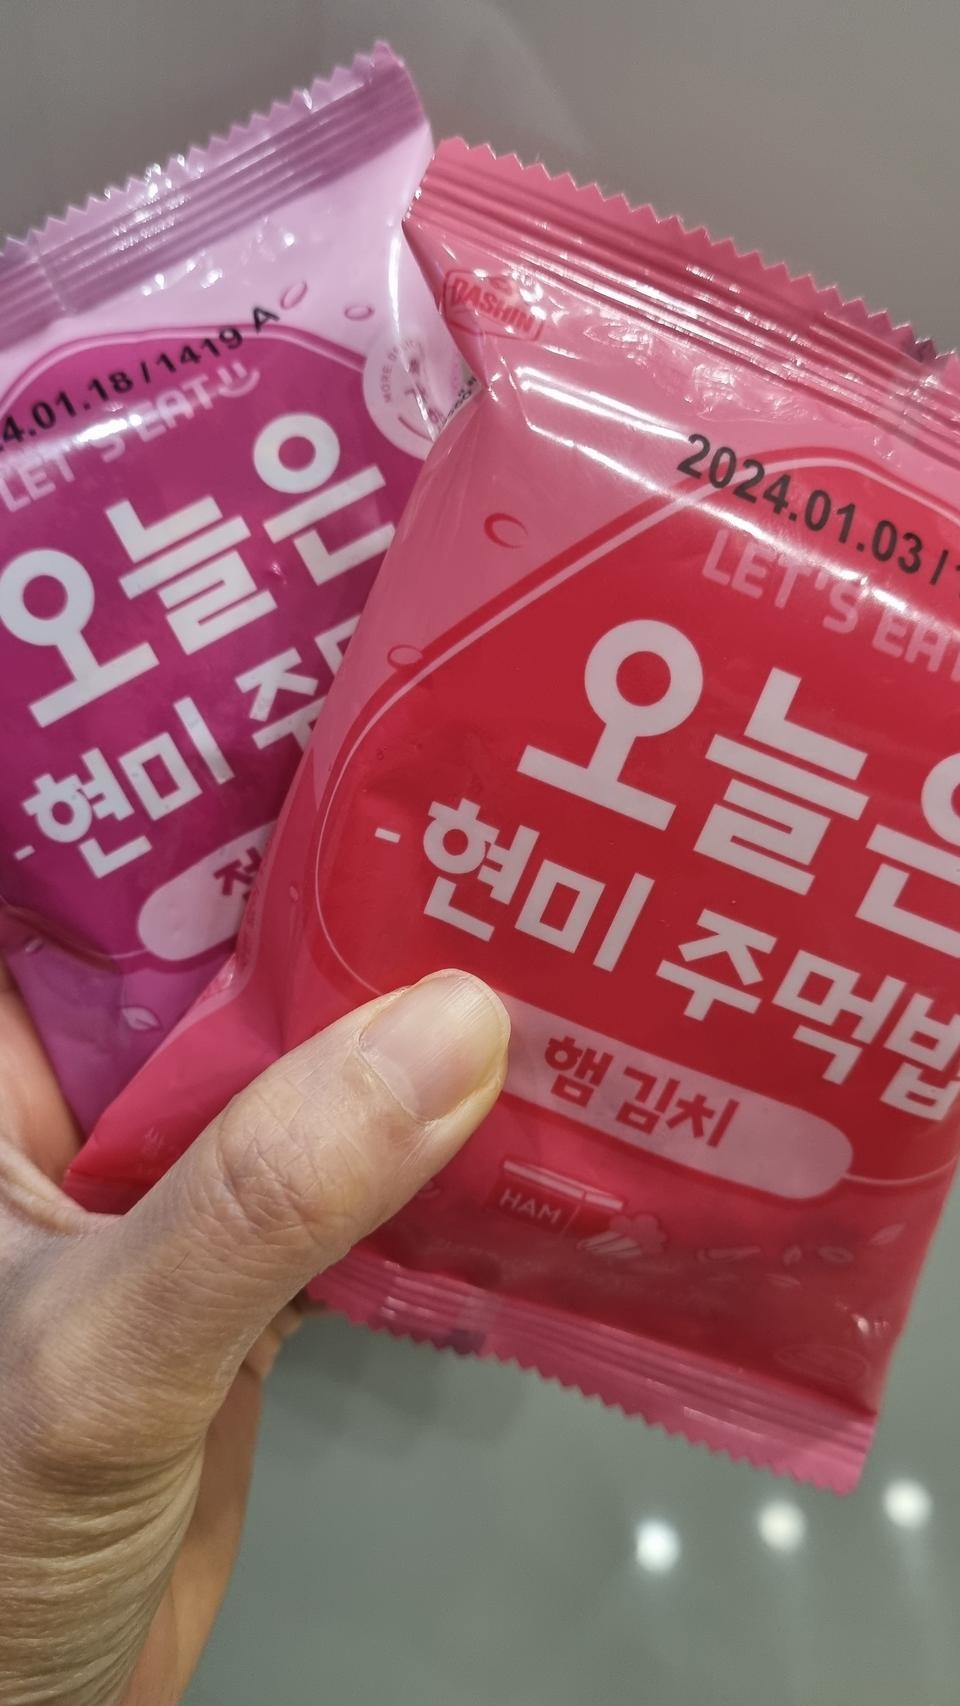 4.01.18 / 1419 A
LET'S EAT
오늘은
- 현미 주
DASHIN
2024.01.03 /
LET'S EAT
오늘은
- 현미 주먹밥
햄 김치
HAM